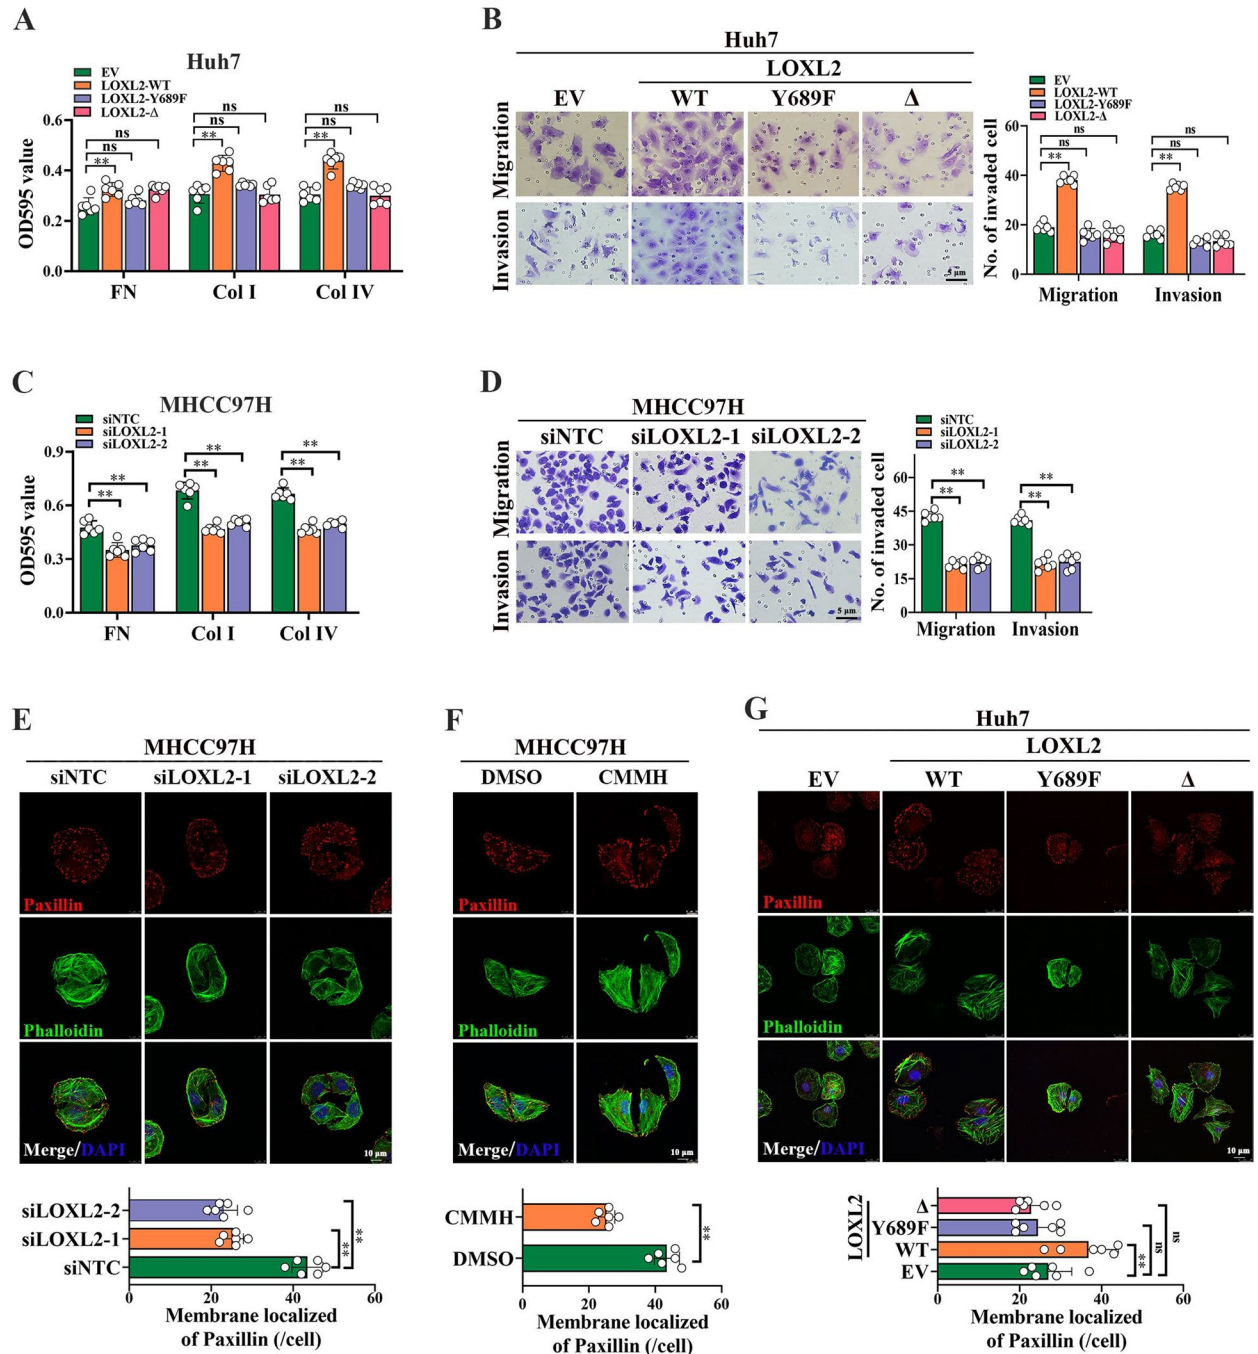 A
Huh7
EV
LOXL2-WT
LOXL2-Y689F
LOXL2-Δ
OD595 value
0.6
0.4
0.2
0.0
ns
ns
**
ns
ns
**
ns
ns
**
FN
Col I
Col IV
B
Huh7
LOXL2
EV
WT
Y689F
Δ
Migration
Invasion
5 µm
EV
LOXL2-WT
LOXL2-Y689F
LOXL2-Δ
No. of invaded cell
60
40
20
0
ns
ns
**
ns
ns
**
Migration
Invasion
C
MHCC97H
siNTC
siLOXL2-1
siLOXL2-2
OD595 value
0.9
0.6
0.3
0.0
**
**
**
**
**
**
FN
Col I
Col IV
D
MHCC97H
siNTC
siLOXL2-1
siLOXL2-2
Migration
Invasion
5 µm
siNTC
siLOXL2-1
siLOXL2-2
No. of invaded cell
60
45
30
15
0
**
**
**
**
Migration
Invasion
E
MHCC97H
siNTC
siLOXL2-1
siLOXL2-2
Paxillin
Phalloidin
Merge/DAPI
10 µm
siLOXL2-2
siLOXL2-1
siNTC
**
**
0
20
40
60
Membrane localized
of Paxillin (/cell)
F
MHCC97H
DMSO
CMMH
Paxillin
Phalloidin
Merge/DAPI
10 µm
CMMH
DMSO
**
0
20
40
60
Membrane localized
of Paxillin (/cell)
G
Huh7
LOXL2
EV
WT
Y689F
Δ
Paxillin
Phalloidin
Merge/DAPI
10 µm
LOXL2
Δ
Y689F
WT
EV
**
ns
ns
0
20
40
60
Membrane localized
of Paxillin (/cell)